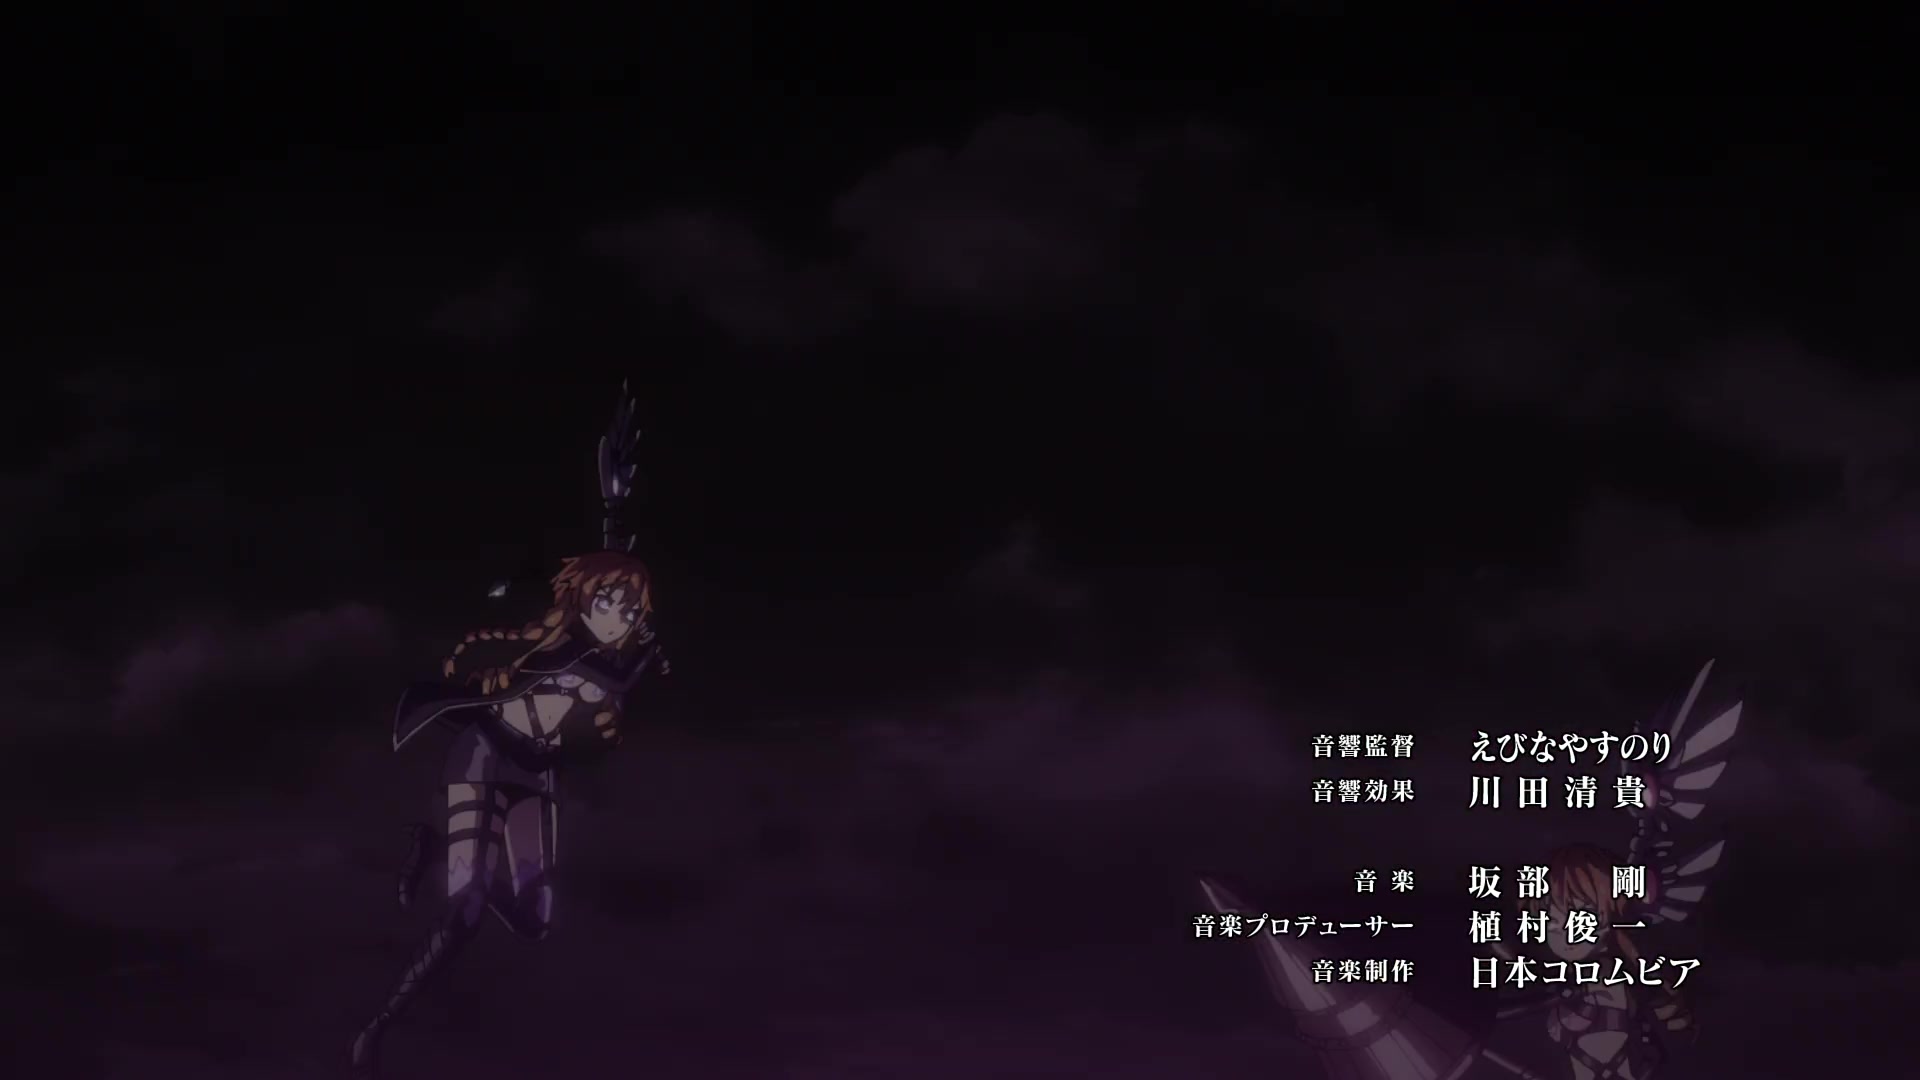 音響監督 えびなやすのり
音響効果 川田清貴
音楽 坂部 剛
音楽プロデューサー 植村俊一
音楽制作 日本コロムビア